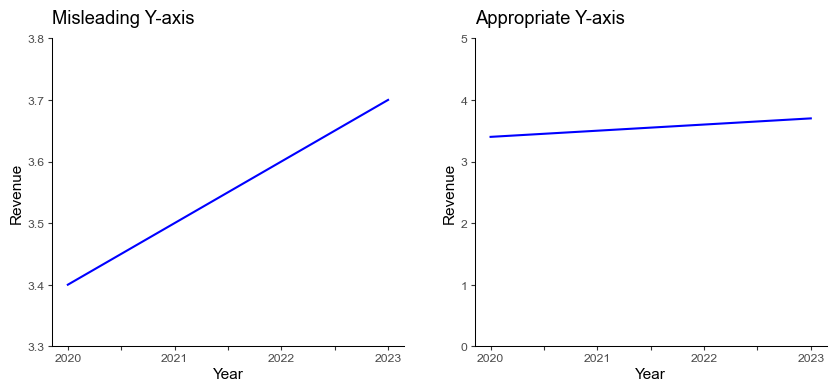 Misleading Y-axis
3.8
3.7
3.6
3.5
3.4
3.3
Revenue
2020 2021 2022 2023
Year
Appropriate Y-axis
5
4
3
2
1
0
Revenue
2020 2021 2022 2023
Year